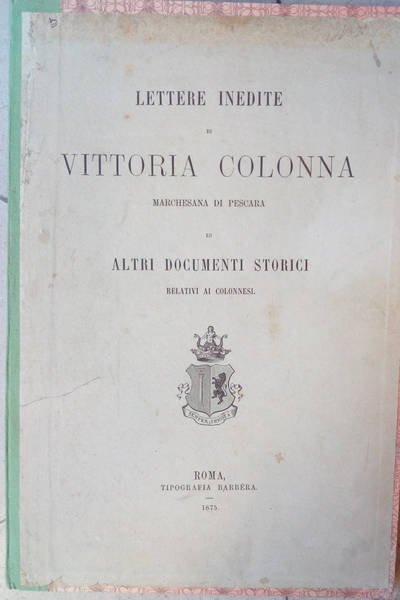 LETTERE INEDITE
DI
VITTORIA COLONNA
MARCHESANA DI PESCARA
ED
ALTRI DOCUMENTI STORICI
RELATIVI AI COLONNESI.
ROMA,
TIPOGRAFIA BARBÈRA.
—
1875.